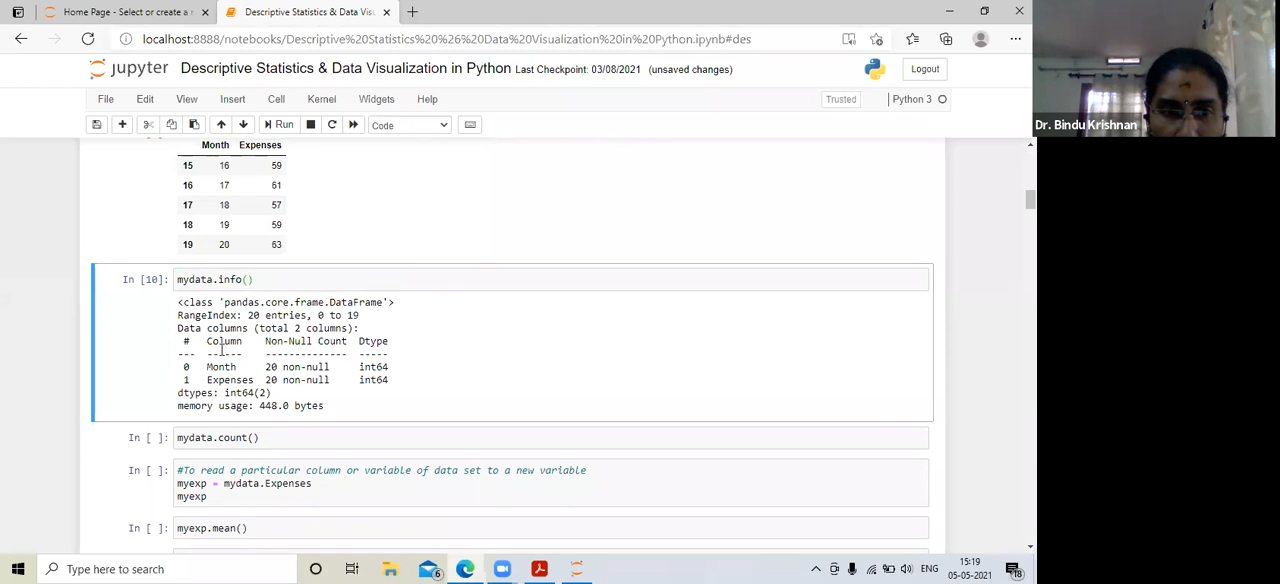 Home Page - Select or create a n
Descriptive Statistics & Data Vis
localhost:8888/notebooks/Descriptive%20Statistics%20%26%20Data%20Visualization%20in%20Python.ipynb#des
jupyter Descriptive Statistics & Data Visualization in Python Last Checkpoint: 03/08/2021 (unsaved changes)
Logout
File Edit View Insert Cell Kernel Widgets Help
Trusted
Python 3
Run
Code
Month Expenses
15 16 59
16 17 61
17 18 57
18 19 59
19 20 63
In [10]: mydata.info()
<class 'pandas.core.frame.DataFrame'>
RangeIndex: 20 entries, 0 to 19
Data columns (total 2 columns):
# Column Non-Null Count Dtype
--- ------ -------------- -----
0 Month 20 non-null int64
1 Expenses 20 non-null int64
dtypes: int64(2)
memory usage: 448.0 bytes
In [ ]: mydata.count()
In [ ]: #To read a particular column or variable of data set to a new variable
myexp = mydata.Expenses
myexp
In [ ]: myexp.mean()
Dr. Bindu Krishnan
Type here to search
6
ENG
15:19
05-05-2021
18